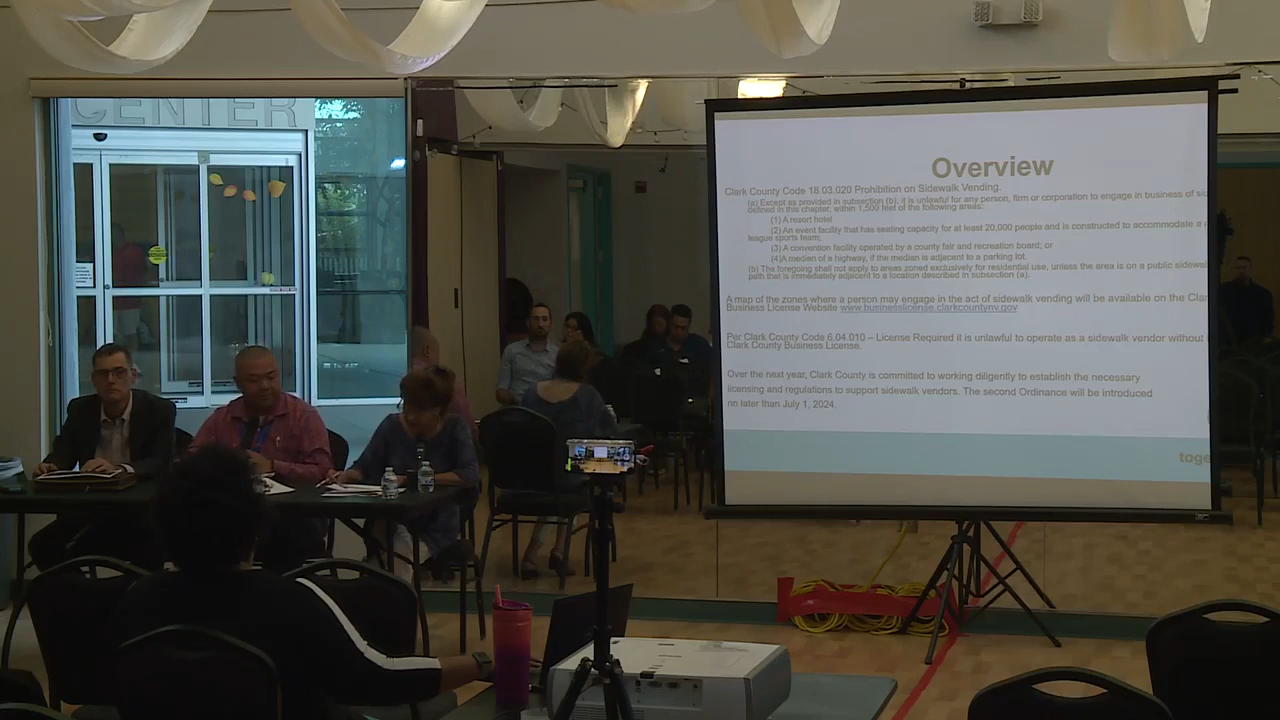 CENTER
Overview
Clark County Code 18.03.020 Prohibition on Sidewalk Vending.
(a) Except as provided in subsection (b), it is unlawful for any person, firm or corporation to engage in business of
defined in this chapter, within 1,500 feet of the following areas:
(1) A resort hotel
(2) An event facility that has seating capacity for at least 20,000 people and is constructed to accommodate a
league sports team;
(3) A convention facility operated by a county fair and recreation board; or
(4)A median of a highway, if the median is adjacent to a parking lot.
(b) The foregoing shall not apply to areas zoned exclusively for residential use, unless the area is on a public
path that is immediately adjacent to a location described in subsection (a).
A map of the zones where a person may engage in the act of sidewalk vending will be available on the
Business License Website www.businesslicense.clarkcountynv.gov
Per Clark County Code 6.04.010 – License Required it is unlawful to operate as a sidewalk vendor without
Clark County Business License.
Over the next year, Clark County is committed to working diligently to establish the necessary
licensing and regulations to support sidewalk vendors. The second Ordinance will be introduced
no later than July 1, 2024.
toge